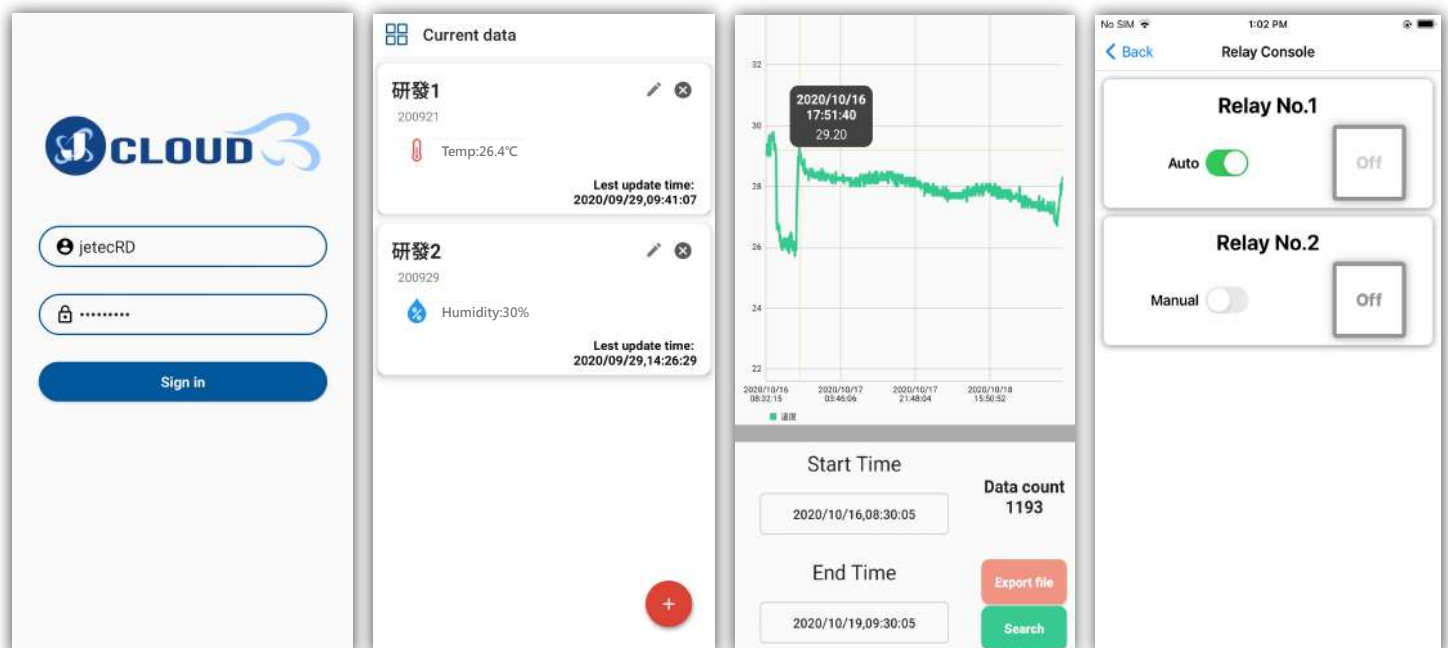 CLOUD
jetecRD
•••••••••
Sign in
Current data
研發1
200921
Temp:26.4℃
Last update time:
2020/09/29,09:41:07
研發2
200929
Humidity:30%
Last update time:
2020/09/29,14:26:29
+
32
30
28
26
24
22
2020/10/16
17:51:40
29.20
2020/10/16
08:32:15
2020/10/17
03:46:06
2020/10/17
21:48:04
2020/10/18
15:50:52
溫度
Start Time
2020/10/16,08:30:05
Data count
1193
End Time
2020/10/19,09:30:05
Export file
Search
No SIM
1:02 PM
Back
Relay Console
Relay No.1
Auto
Off
Relay No.2
Manual
Off